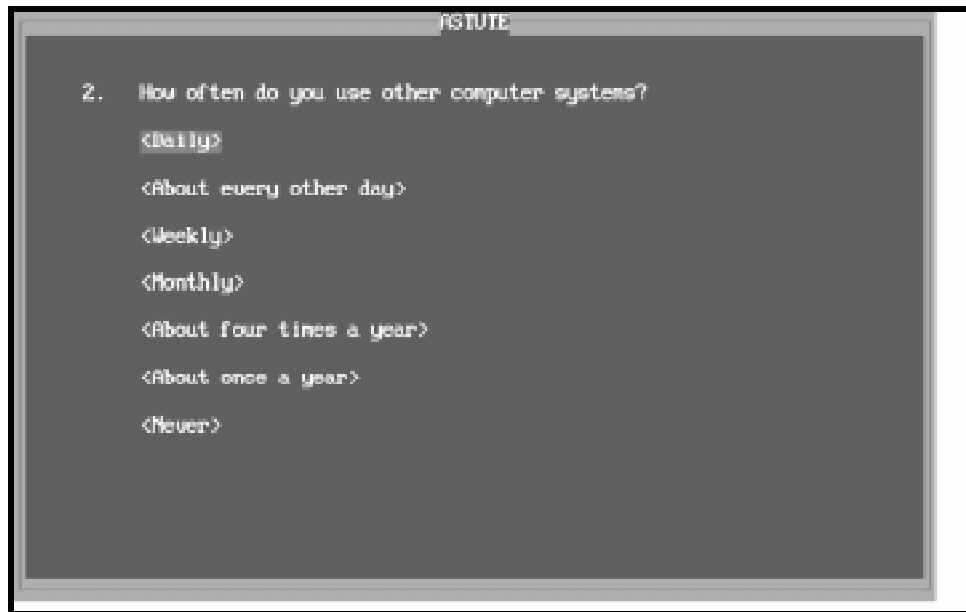 ASTUTE
2. How often do you use other computer systems?
<Daily>
<About every other day>
<Weekly>
<Monthly>
<About four times a year>
<About once a year>
<Never>